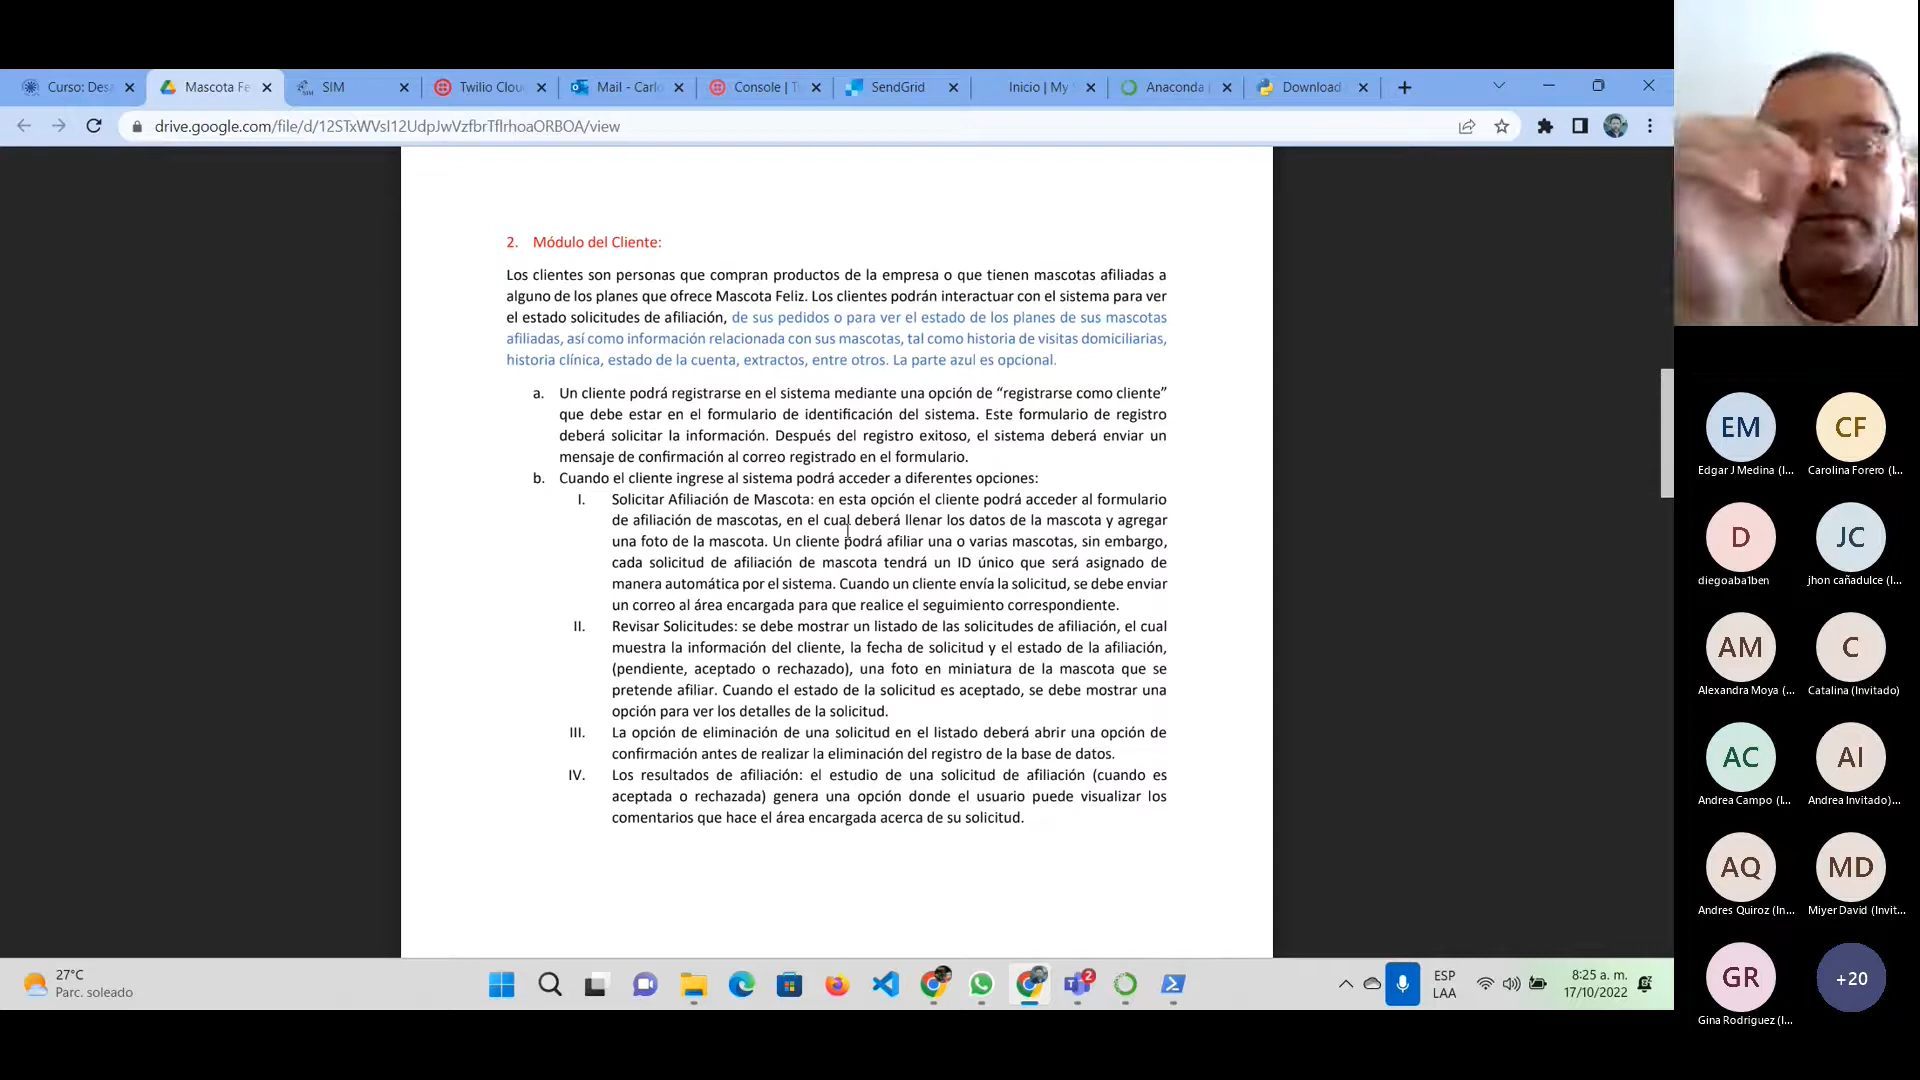 Curso: Desa
Mascota Fe
SIM
Twilio Clou
Mail - Carlo
Console | T
SendGrid
Inicio | My S
Anaconda |
Download
drive.google.com/file/d/12STxWVsI12UdpJwVzfbrTflrhoaORBOA/view
2. Módulo del Cliente:
Los clientes son personas que compran productos de la empresa o que tienen mascotas afiliadas a
alguno de los planes que ofrece Mascota Feliz. Los clientes podrán interactuar con el sistema para ver
el estado solicitudes de afiliación, de sus pedidos o para ver el estado de los planes de sus mascotas
afiliadas, así como información relacionada con sus mascotas, tal como historia de visitas domiciliarias,
historia clínica, estado de la cuenta, extractos, entre otros. La parte azul es opcional.
a. Un cliente podrá registrarse en el sistema mediante una opción de “registrarse como cliente”
que debe estar en el formulario de identificación del sistema. Este formulario de registro
deberá solicitar la información. Después del registro exitoso, el sistema deberá enviar un
mensaje de confirmación al correo registrado en el formulario.
b. Cuando el cliente ingrese al sistema podrá acceder a diferentes opciones:
I. Solicitar Afiliación de Mascota: en esta opción el cliente podrá acceder al formulario
de afiliación de mascotas, en el cual deberá llenar los datos de la mascota y agregar
una foto de la mascota. Un cliente podrá afiliar una o varias mascotas, sin embargo,
cada solicitud de afiliación de mascota tendrá un ID único que será asignado de
manera automática por el sistema. Cuando un cliente envía la solicitud, se debe enviar
un correo al área encargada para que realice el seguimiento correspondiente.
II. Revisar Solicitudes: se debe mostrar un listado de las solicitudes de afiliación, el cual
muestra la información del cliente, la fecha de solicitud y el estado de la afiliación,
(pendiente, aceptado o rechazado), una foto en miniatura de la mascota que se
pretende afiliar. Cuando el estado de la solicitud es aceptado, se debe mostrar una
opción para ver los detalles de la solicitud.
III. La opción de eliminación de una solicitud en el listado deberá abrir una opción de
confirmación antes de realizar la eliminación del registro de la base de datos.
IV. Los resultados de afiliación: el estudio de una solicitud de afiliación (cuando es
aceptada o rechazada) genera una opción donde el usuario puede visualizar los
comentarios que hace el área encargada acerca de su solicitud.
EM
CF
Edgar J Medina (I...
Carolina Forero (I...
D
JC
diegoaba1ben
jhon cañadulce (I...
AM
C
Alexandra Moya (...
Catalina (Invitado)
AC
AI
Andrea Campo (I...
Andrea Invitado)...
AQ
MD
Andres Quiroz (In...
Miyer David (Invit...
GR
+20
Gina Rodriguez (I...
27°C
Parc. soleado
2
ESP
LAA
8:25 a. m.
17/10/2022